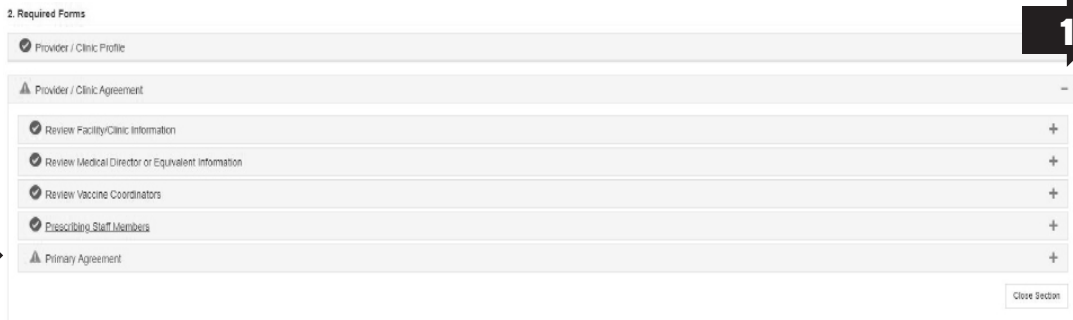 2. Required Forms
1
Provider / Clinic Profile
Provider / Clinic Agreement
Review Facility/Clinic Information
Review Medical Director or Equivalent Information
Review Vaccine Coordinators
Prescribing Staff Members
Primary Agreement
Close Section